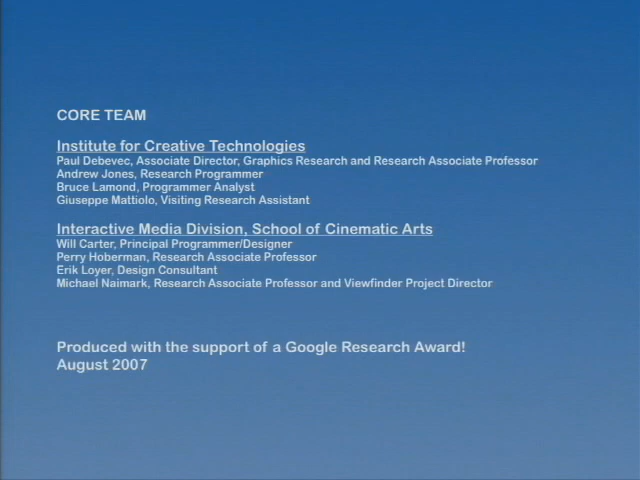 CORE TEAM
Institute for Creative Technologies
Paul Debevec, Associate Director, Graphics Research and Research Associate Professor
Andrew Jones, Research Programmer
Bruce Lamond, Programmer Analyst
Giuseppe Mattiolo, Visiting Research Assistant
Interactive Media Division, School of Cinematic Arts
Will Carter, Principal Programmer/Designer
Perry Hoberman, Research Associate Professor
Erik Loyer, Design Consultant
Michael Naimark, Research Associate Professor and Viewfinder Project Director
Produced with the support of a Google Research Award!
August 2007